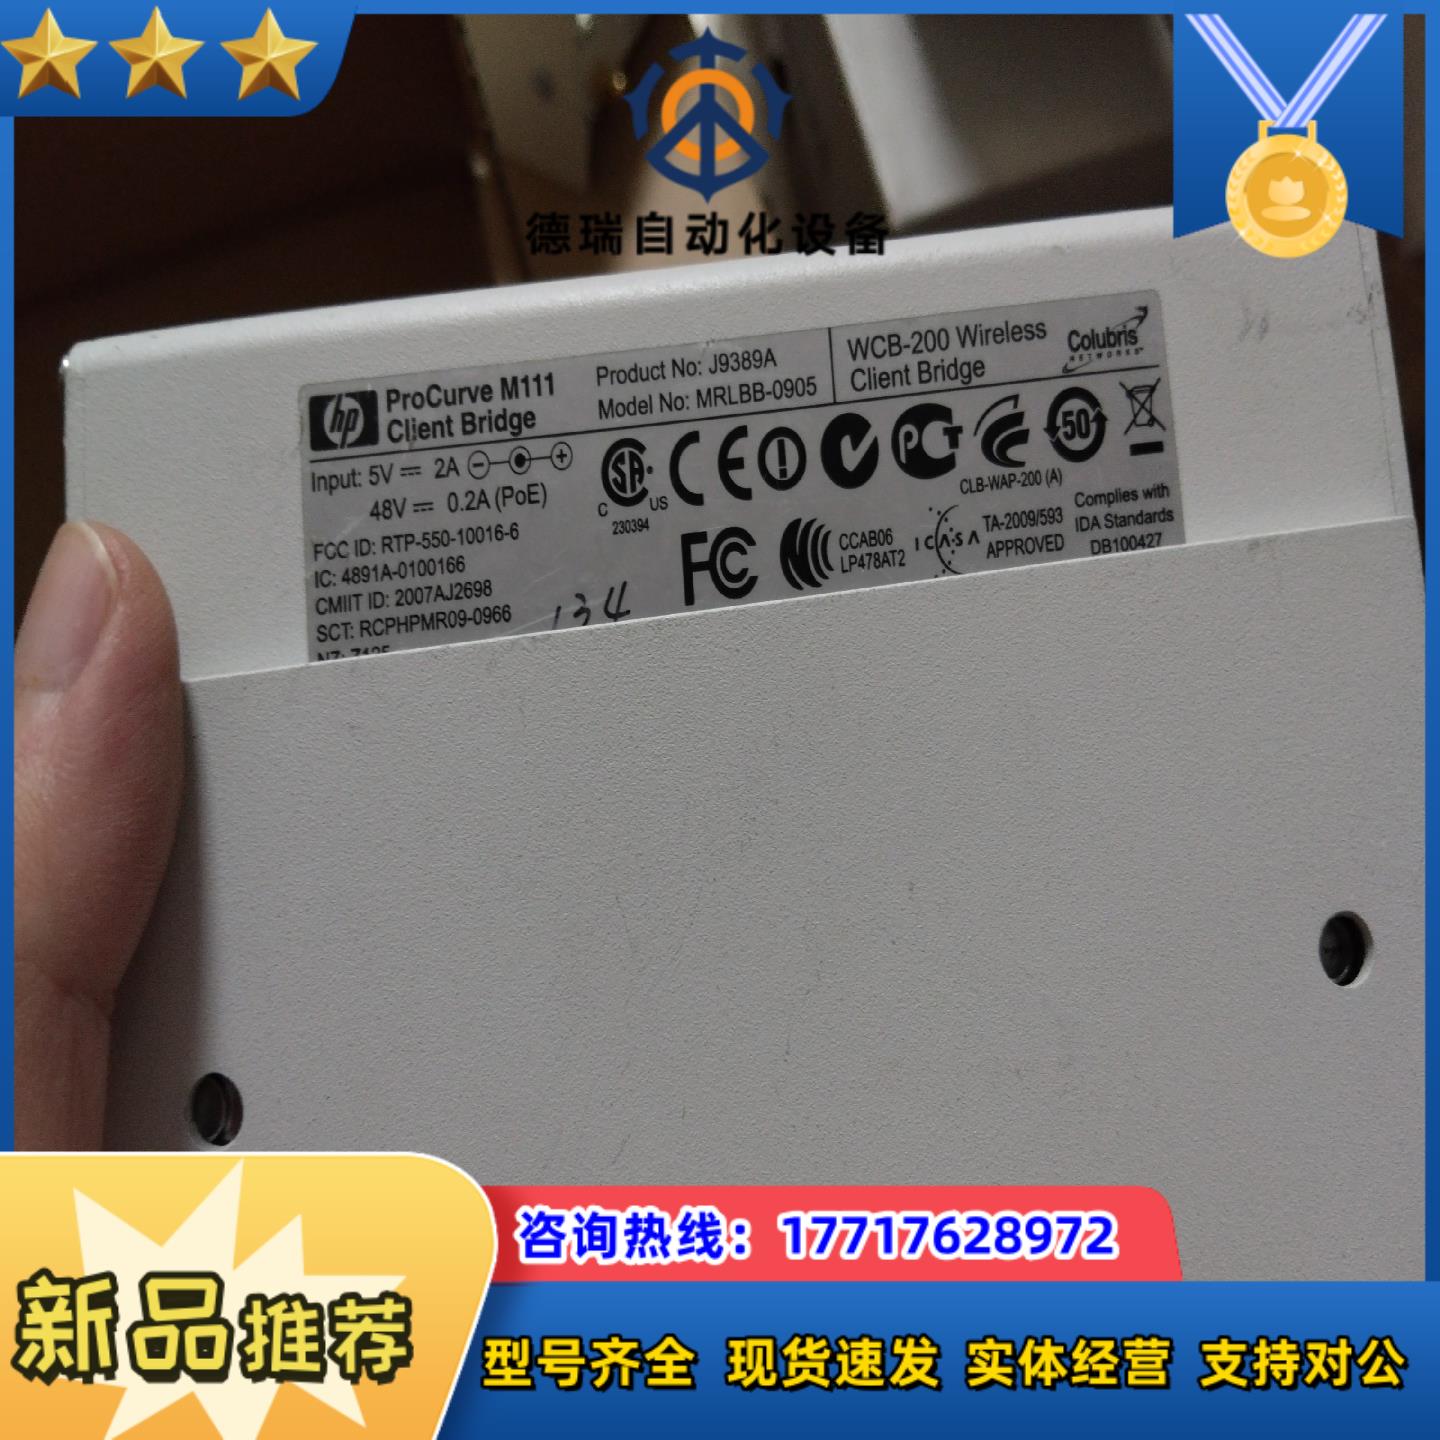 德瑞自动化设备
hp
ProCurve M111
Client Bridge
Product No: J9389A
Model No: MRLBB-0905
WCB-200 Wireless
Client Bridge
Colubris
NETWORKS
Input: 5V 2A
48V 0.2A (PoE)
FCC ID: RTP-550-10016-6
IC: 4891A-0100166
CMIIT ID: 2007AJ2698
SCT: RCPHPMR09-0966
SA
C US
230394
CE
50
CLB-WAP-200 (A)
FC
CCAB06
LP478AT2
ICASA
TA-2009/593
APPROVED
Complies with
IDA Standards
DB100427
134
咨询热线：17717628972
新品推荐
型号齐全 现货速发 实体经营 支持对公